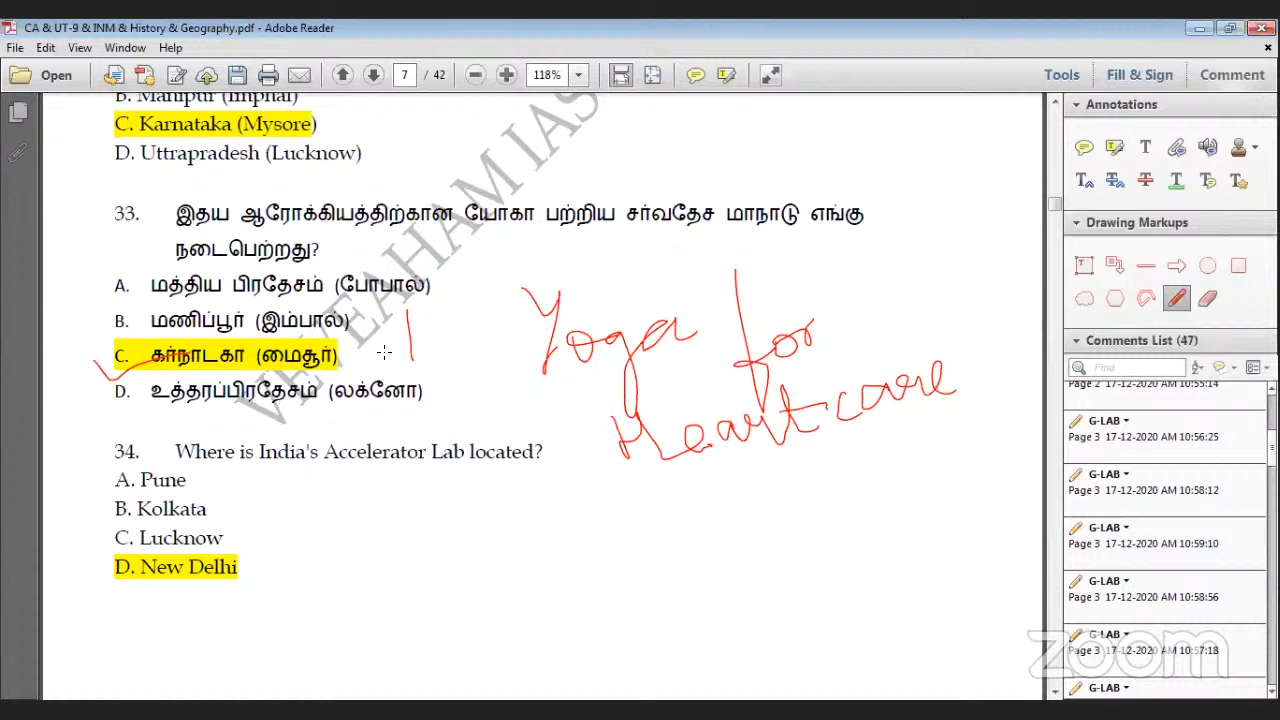 CA & UT-9 & INM & History & Geography.pdf - Adobe Reader
File Edit View Window Help
Open 7 / 42 118% Tools Fill & Sign Comment
B. Manipur (Imphal)
C. Karnataka (Mysore)
D. Uttrapradesh (Lucknow)
33. இதய ஆரோக்கியத்திற்கான யோகா பற்றிய சர்வதேச மாநாடு எங்கு
நடைபெற்றது?
A. மத்திய பிரதேசம் (போபால்)
B. மணிப்பூர் (இம்பால்)
C. கர்நாடகா (மைசூர்)
D. உத்தரப்பிரதேசம் (லக்னோ)
Yoga for
Heartcare
34. Where is India's Accelerator Lab located?
A. Pune
B. Kolkata
C. Lucknow
D. New Delhi
VEVEAHAM IAS
Annotations
Drawing Markups
Comments List (47)
Find
Page 2 17-12-2020 AM 10:55:14
G-LAB
Page 3 17-12-2020 AM 10:56:25
G-LAB
Page 3 17-12-2020 AM 10:58:12
G-LAB
Page 3 17-12-2020 AM 10:59:10
G-LAB
Page 3 17-12-2020 AM 10:58:56
G-LAB
Page 3 17-12-2020 AM 10:57:18
G-LAB
zoom